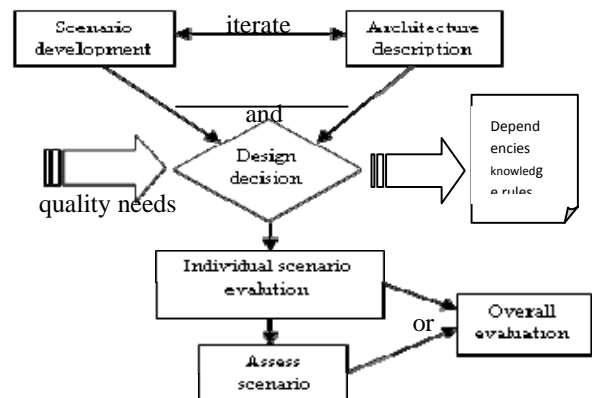 Scenario
development
iterate
Architecture
description
and
Design
decision
quality needs
Depend
encies
knowledg
e rules
Individual scenario
evalution
or
Overall
evaluation
Assess
scenario